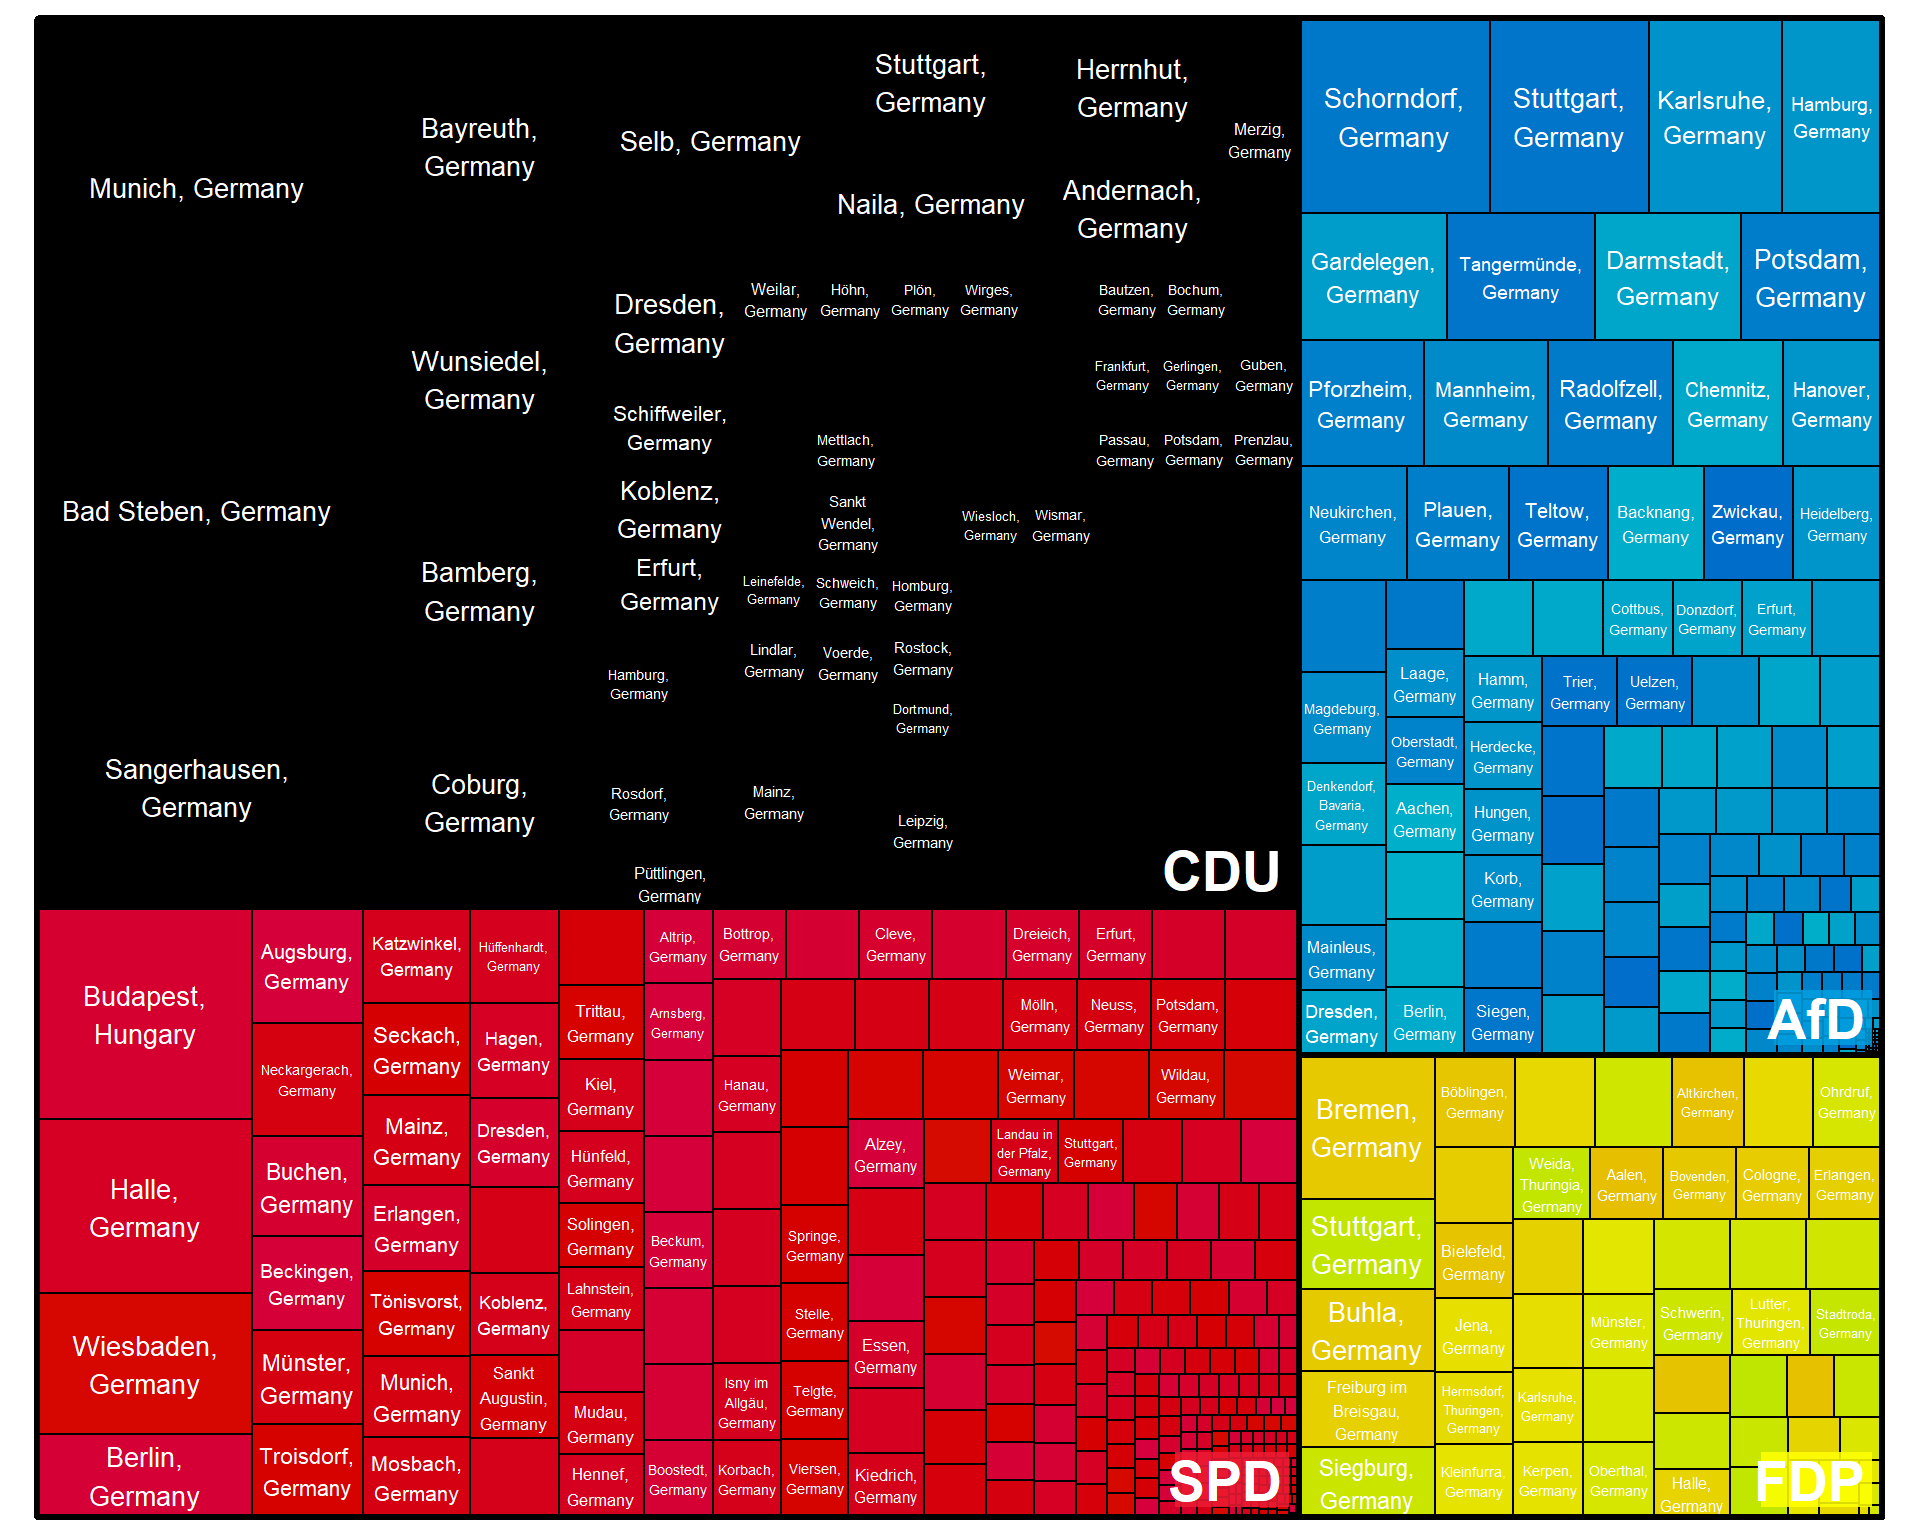 Munich, Germany
Bad Steben, Germany
Sangerhausen,
Germany
Bayreuth,
Germany
Wunsiedel,
Germany
Bamberg,
Germany
Coburg,
Germany
Selb, Germany
Dresden,
Germany
Schiffweiler,
Germany
Koblenz,
Germany
Erfurt,
Germany
Hamburg,
Germany
Rosdorf,
Germany
Püttlingen,
Germany
Stuttgart,
Germany
Naila, Germany
Herrnhut,
Germany
Andernach,
Germany
Merzig,
Germany
Weilar,
Germany
Höhn,
Germany
Plön,
Germany
Wirges,
Germany
Bautzen,
Germany
Bochum,
Germany
Frankfurt,
Germany
Gerlingen,
Germany
Guben,
Germany
Passau,
Germany
Potsdam,
Germany
Prenzlau,
Germany
Mettlach,
Germany
Sankt
Wendel,
Germany
Wiesloch,
Germany
Wismar,
Germany
Leinefelde,
Germany
Schweich,
Germany
Homburg,
Germany
Lindlar,
Germany
Voerde,
Germany
Rostock,
Germany
Dortmund,
Germany
Mainz,
Germany
Leipzig,
Germany
CDU
Schorndorf,
Germany
Stuttgart,
Germany
Karlsruhe,
Germany
Hamburg,
Germany
Gardelegen,
Germany
Tangermünde,
Germany
Darmstadt,
Germany
Potsdam,
Germany
Pforzheim,
Germany
Mannheim,
Germany
Radolfzell,
Germany
Chemnitz,
Germany
Hanover,
Germany
Neukirchen,
Germany
Plauen,
Germany
Teltow,
Germany
Backnang,
Germany
Zwickau,
Germany
Heidelberg,
Germany
Magdeburg,
Germany
Denkendorf,
Bavaria,
Germany
Mainleus,
Germany
Dresden,
Germany
Laage,
Germany
Oberstadt,
Germany
Aachen,
Germany
Berlin,
Germany
Hamm,
Germany
Herdecke,
Germany
Hungen,
Germany
Korb,
Germany
Siegen,
Germany
Cottbus,
Germany
Donzdorf,
Germany
Erfurt,
Germany
Trier,
Germany
Uelzen,
Germany
AfD
Budapest,
Hungary
Halle,
Germany
Wiesbaden,
Germany
Berlin,
Germany
Augsburg,
Germany
Neckargerach,
Germany
Buchen,
Germany
Beckingen,
Germany
Münster,
Germany
Troisdorf,
Germany
Katzwinkel,
Germany
Seckach,
Germany
Mainz,
Germany
Erlangen,
Germany
Tönisvorst,
Germany
Munich,
Germany
Mosbach,
Germany
Hüffenhardt,
Germany
Hagen,
Germany
Dresden,
Germany
Koblenz,
Germany
Sankt
Augustin,
Germany
Trittau,
Germany
Kiel,
Germany
Hünfeld,
Germany
Solingen,
Germany
Lahnstein,
Germany
Mudau,
Germany
Hennef,
Germany
Altrip,
Germany
Arnsberg,
Germany
Beckum,
Germany
Boostedt,
Germany
Bottrop,
Germany
Hanau,
Germany
Isny im
Allgäu,
Germany
Korbach,
Germany
Springe,
Germany
Stelle,
Germany
Telgte,
Germany
Viersen,
Germany
Cleve,
Germany
Dreieich,
Germany
Erfurt,
Germany
Mölln,
Germany
Neuss,
Germany
Potsdam,
Germany
Weimar,
Germany
Wildau,
Germany
Alzey,
Germany
Essen,
Germany
Kiedrich,
Germany
Landau in
der Pfalz,
Germany
Stuttgart,
Germany
SPD
Bremen,
Germany
Stuttgart,
Germany
Buhla,
Germany
Freiburg im
Breisgau,
Germany
Siegburg,
Germany
Böblingen,
Germany
Bielefeld,
Germany
Jena,
Germany
Hermsdorf,
Thuringen,
Germany
Kleinfurra,
Germany
Altkirchen,
Germany
Ohrdruf,
Germany
Weida,
Thuringia,
Germany
Aalen,
Germany
Bovenden,
Germany
Cologne,
Germany
Erlangen,
Germany
Münster,
Germany
Karlsruhe,
Germany
Kerpen,
Germany
Oberthal,
Germany
Schwerin,
Germany
Lutter,
Thuringen,
Germany
Stadtroda,
Germany
Halle,
Germany
FDP